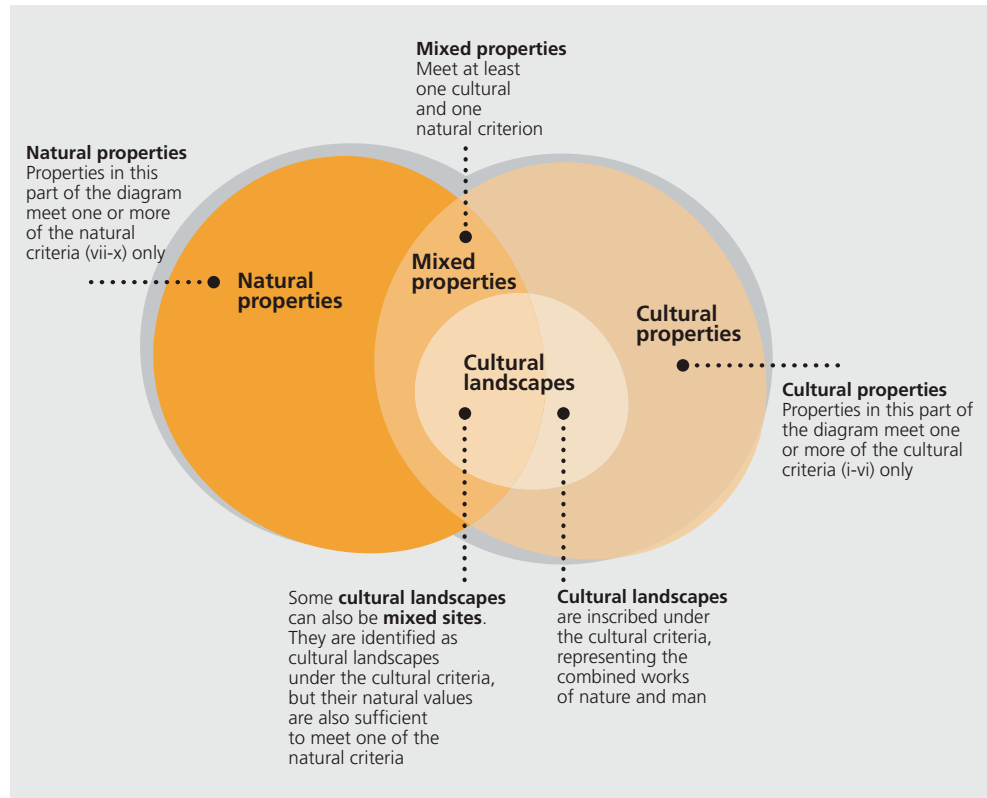 Mixed properties
Meet at least
one cultural
and one
natural criterion
Natural properties
Properties in this
part of the diagram
meet one or more
of the natural
criteria (vii-x) only
Natural
properties
Mixed
properties
Cultural
properties
Cultural
landscapes
Cultural properties
Properties in this part of
the diagram meet one
or more of the cultural
criteria (i-vi) only
Some cultural landscapes
can also be mixed sites.
They are identified as
cultural landscapes
under the cultural criteria,
but their natural values
are also sufficient
to meet one of the
natural criteria
Cultural landscapes
are inscribed under
the cultural criteria,
representing the
combined works
of nature and man